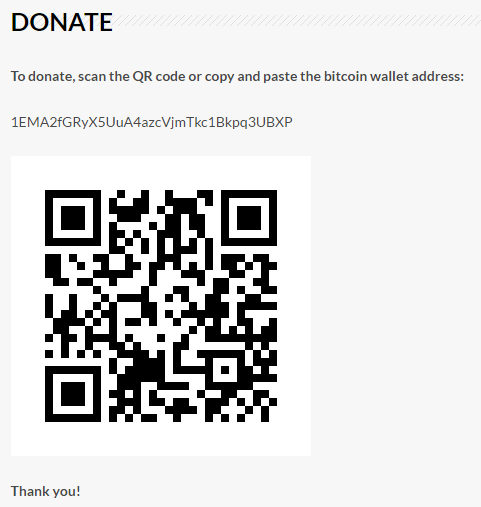 DONATE
To donate, scan the QR code or copy and paste the bitcoin wallet address:
1EMA2fGRyX5UuA4azcVjmTkc1Bkpq3UBXP
Thank you!